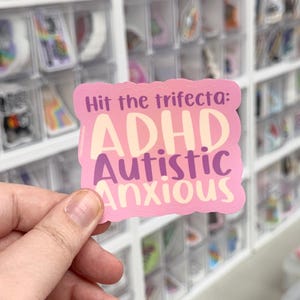 Hit the trifecta:
ADHD
Autistic
Anxious